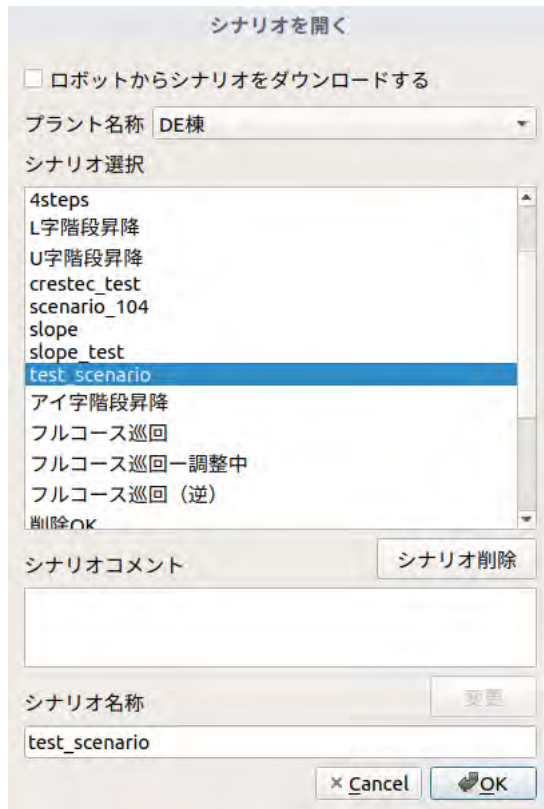 シナリオを開く
ロボットからシナリオをダウンロードする
プラント名称 DE棟
シナリオ選択
4steps
L字階段昇降
U字階段昇降
crestec_test
scenario_104
slope
slope_test
test_scenario
アイ字階段昇降
フルコース巡回
フルコース巡回ー調整中
フルコース巡回（逆）
削除OK
シナリオコメント シナリオ削除
シナリオ名称 変更
test_scenario
Cancel OK